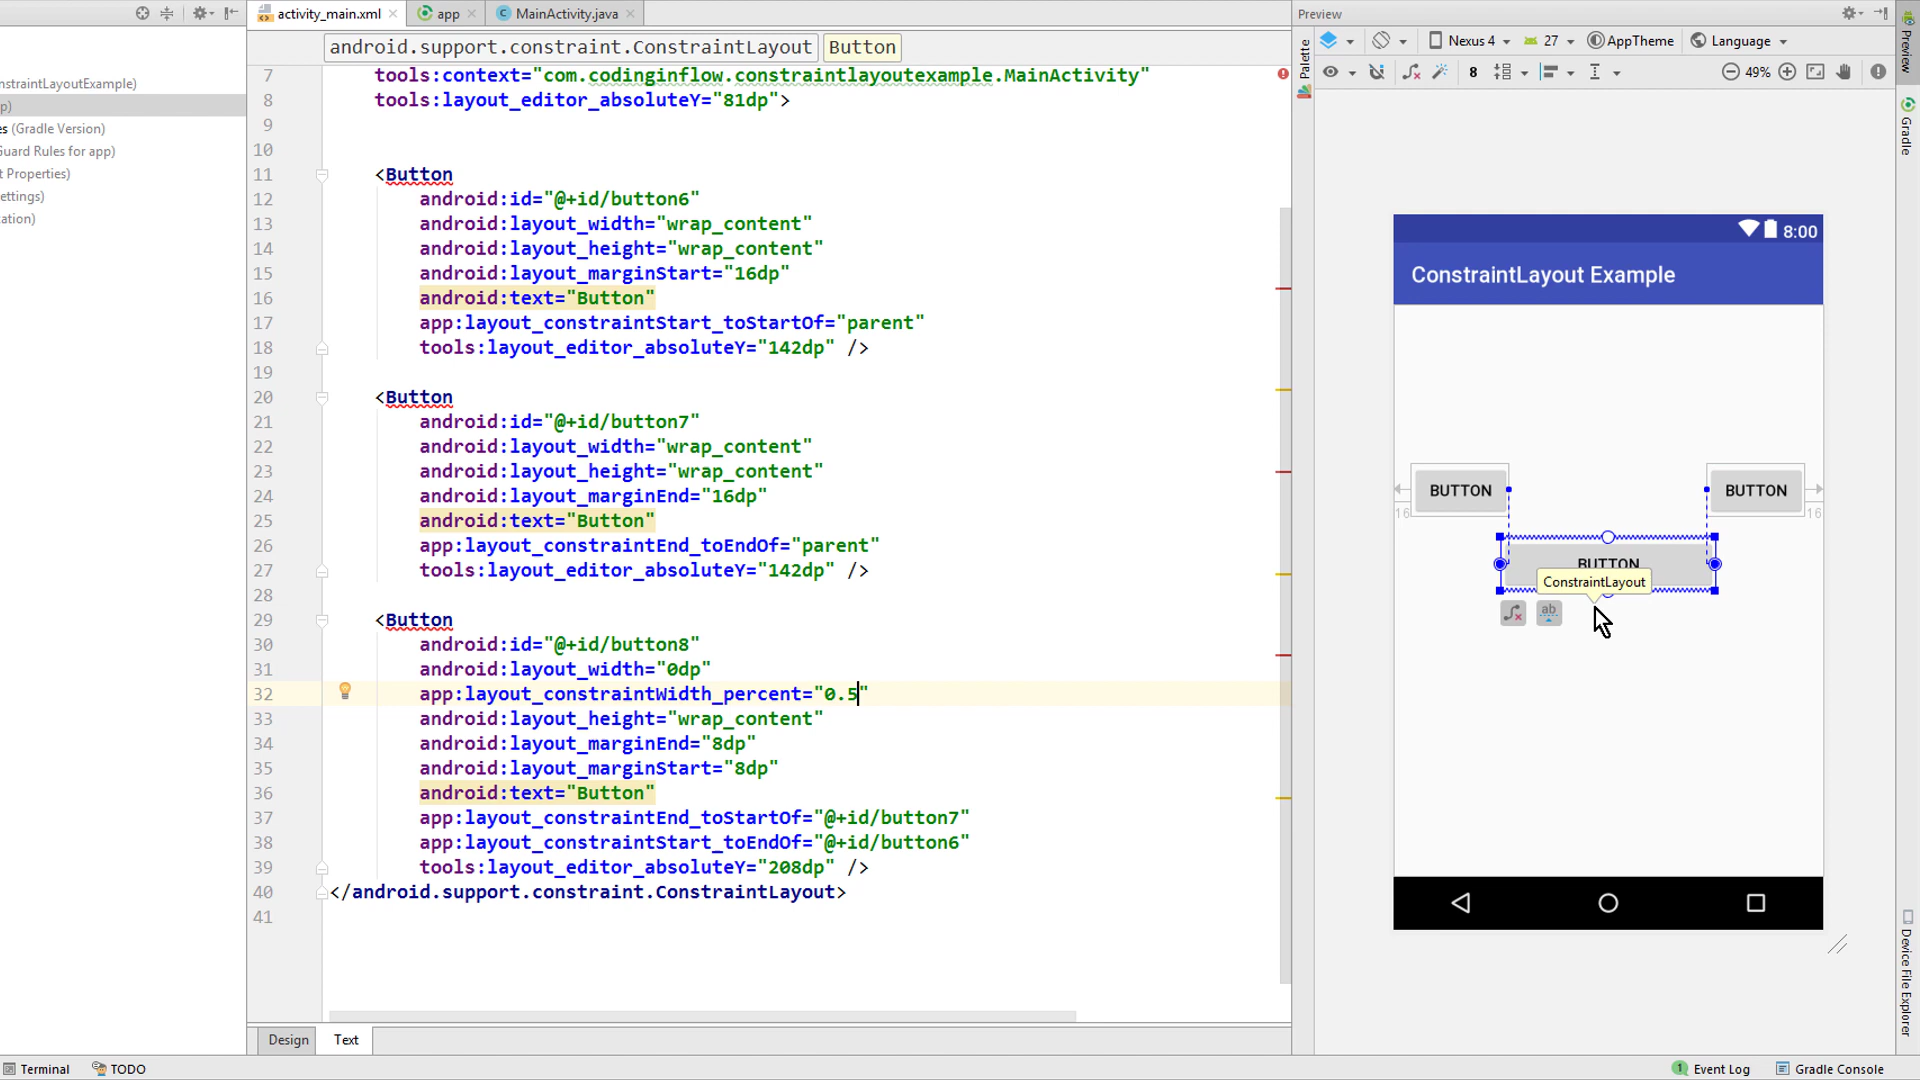 activity_main.xml
app
MainActivity.java
Preview
android.support.constraint.ConstraintLayout
Button
nstraintLayoutExample)
p)
es (Gradle Version)
Guard Rules for app)
t Properties)
ettings)
cation)
7 tools:context="com.codinginflow.constraintlayoutexample.MainActivity"
8 tools:layout_editor_absoluteY="81dp">
9
10
11 <Button
12 android:id="@+id/button6"
13 android:layout_width="wrap_content"
14 android:layout_height="wrap_content"
15 android:layout_marginStart="16dp"
16 android:text="Button"
17 app:layout_constraintStart_toStartOf="parent"
18 tools:layout_editor_absoluteY="142dp" />
19
20 <Button
21 android:id="@+id/button7"
22 android:layout_width="wrap_content"
23 android:layout_height="wrap_content"
24 android:layout_marginEnd="16dp"
25 android:text="Button"
26 app:layout_constraintEnd_toEndOf="parent"
27 tools:layout_editor_absoluteY="142dp" />
28
29 <Button
30 android:id="@+id/button8"
31 android:layout_width="0dp"
32 app:layout_constraintWidth_percent="0.5"
33 android:layout_height="wrap_content"
34 android:layout_marginEnd="8dp"
35 android:layout_marginStart="8dp"
36 android:text="Button"
37 app:layout_constraintEnd_toStartOf="@+id/button7"
38 app:layout_constraintStart_toEndOf="@+id/button6"
39 tools:layout_editor_absoluteY="208dp" />
40 </android.support.constraint.ConstraintLayout>
41
Design
Text
Terminal
TODO
Palette
Nexus 4
27
AppTheme
Language
8
49%
8:00
ConstraintLayout Example
BUTTON
BUTTON
16
16
BUTTON
ConstraintLayout
ab
Preview
Gradle
Device File Explorer
1
Event Log
Gradle Console